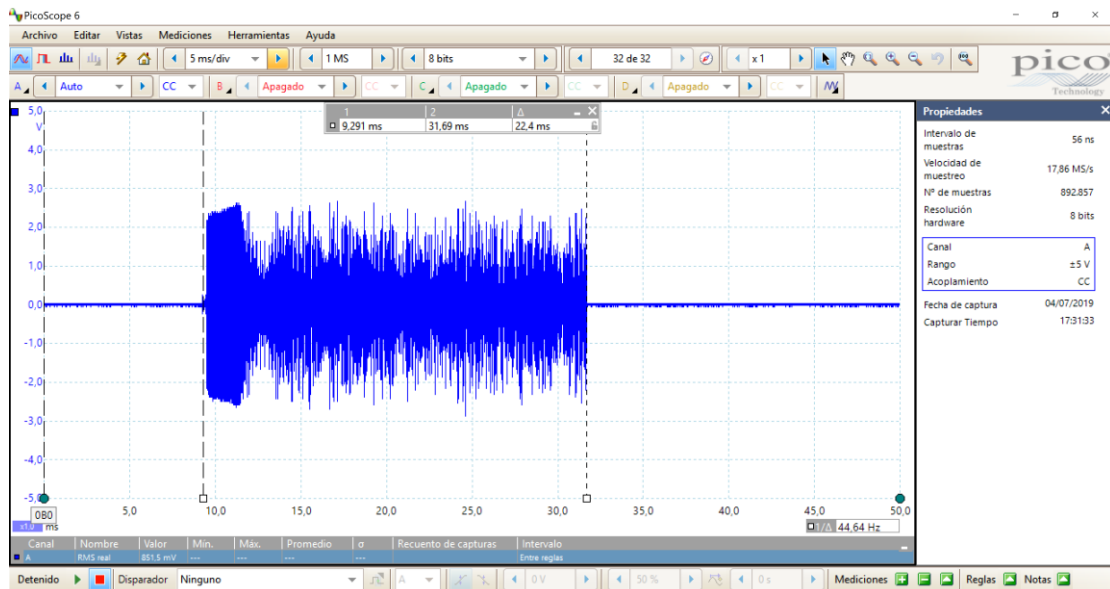 PicoScope 6
Archivo Editar Vistas Mediciones Herramientas Ayuda
5 ms/div 1 MS 8 bits 32 de 32 x 1
pico
Technology
A Auto CC B Apagado CC C Apagado CC D Apagado CC
1 2 Δ
9,291 ms 31,69 ms 22,4 ms
5,0
V
4,0
3,0
2,0
1,0
0,0
-1,0
-2,0
-3,0
-4,0
-5,0
0B0 5,0 10,0 15,0 20,0 25,0 30,0 35,0 40,0 45,0 50,0
x1,0 ms
1/Δ 44,64 Hz
Canal Nombre Valor Mín. Máx. Promedio σ Recuento de capturas Intervalo
A RMS real 851.5 mV --- --- --- --- Entre reglas
Propiedades
Intervalo de muestras 56 ns
Velocidad de muestreo 17,86 MS/s
Nº de muestras 892.857
Resolución hardware 8 bits
Canal A
Rango ±5 V
Acoplamiento CC
Fecha de captura 04/07/2019
Capturar Tiempo 17:31:33
Detenido Disparador Ninguno A 0 V 50 % 0 s Mediciones Reglas Notas